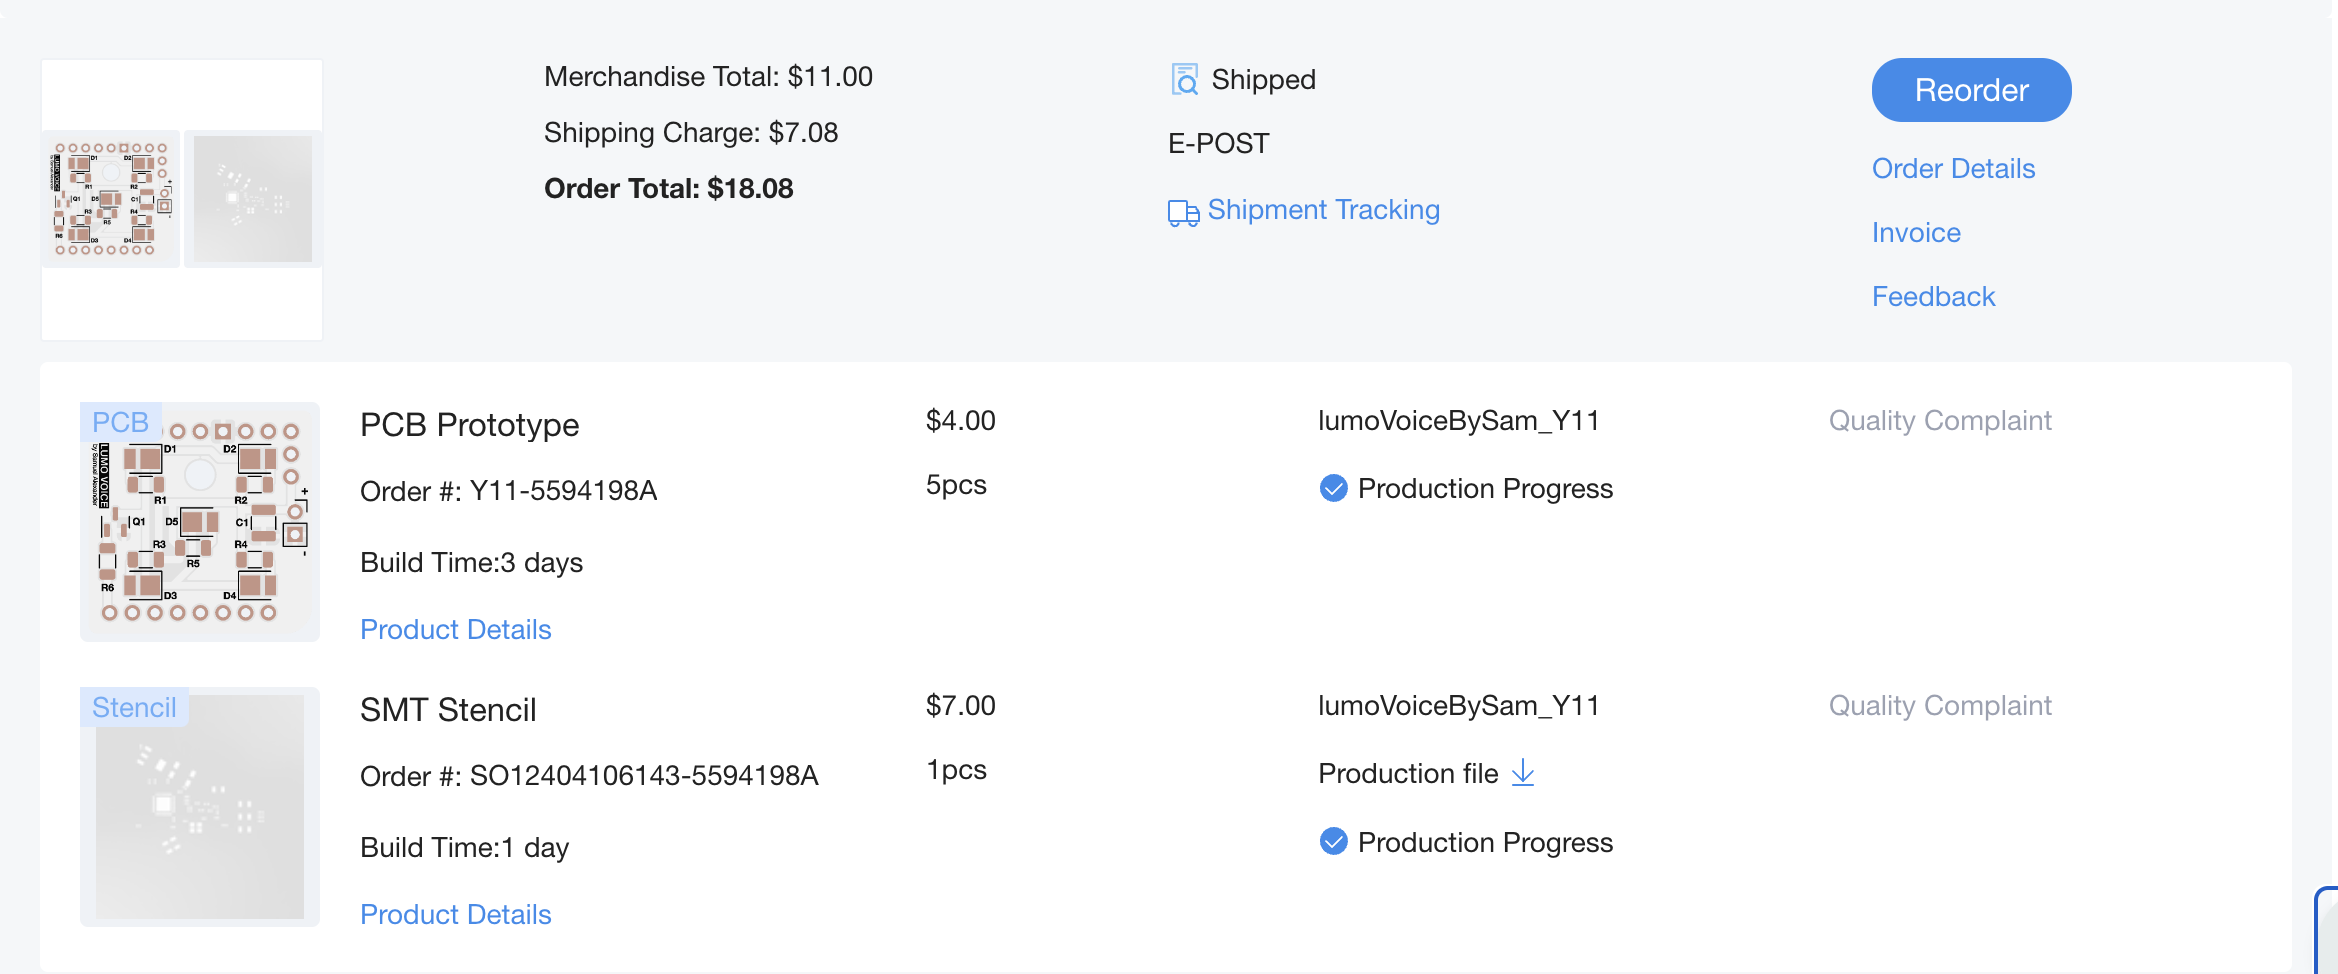 Merchandise Total: $11.00
Shipping Charge: $7.08
Order Total: $18.08
Shipped
E-POST
Shipment Tracking
Reorder
Order Details
Invoice
Feedback
PCB
D1
D2
LUMO VOICE
by Samuel Alexander
R1
R2
+
Q1
D5
C1
R3
R4
R5
-
R6
D3
D4
PCB Prototype
Order #: Y11-5594198A
Build Time:3 days
Product Details
$4.00
5pcs
lumoVoiceBySam_Y11
Production Progress
Quality Complaint
Stencil
SMT Stencil
Order #: SO12404106143-5594198A
Build Time:1 day
Product Details
$7.00
1pcs
lumoVoiceBySam_Y11
Production file
Production Progress
Quality Complaint